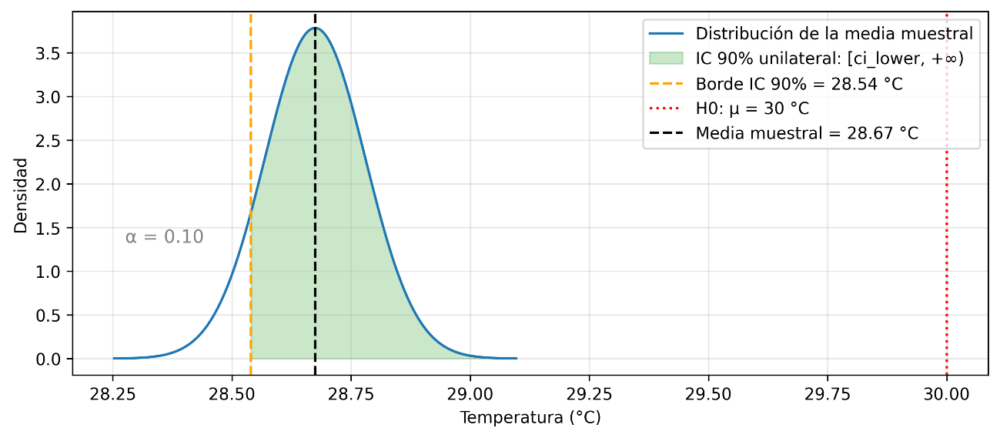 Distribución de la media muestral
IC 90% unilateral: [ci_lower, +∞)
Borde IC 90% = 28.54 °C
H0: μ = 30 °C
Media muestral = 28.67 °C
α = 0.10
Densidad
3.5
3.0
2.5
2.0
1.5
1.0
0.5
0.0
28.25 28.50 28.75 29.00 29.25 29.50 29.75 30.00
Temperatura (°C)